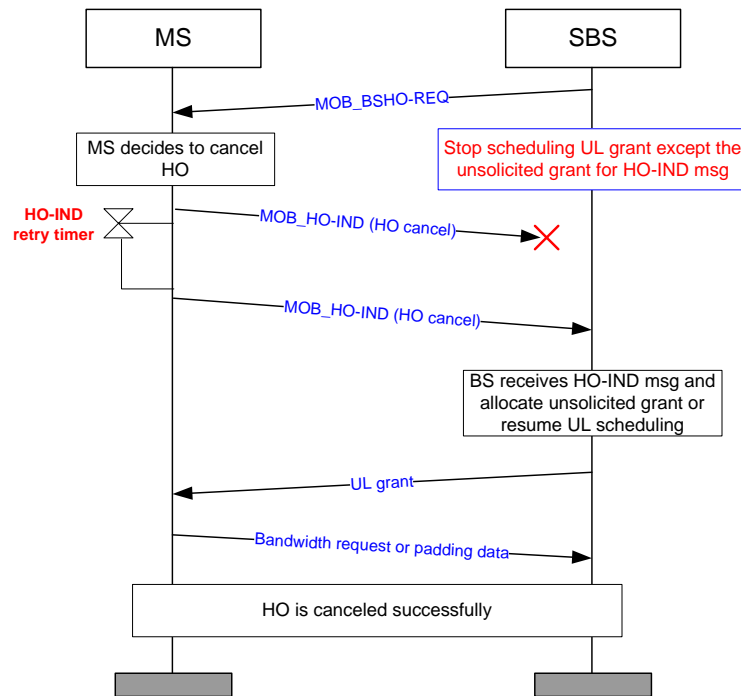 MS
SBS
MOB_BSHO-REQ
MS decides to cancel
HO
Stop scheduling UL grant except the
unsolicited grant for HO-IND msg
HO-IND
retry timer
MOB_HO-IND (HO cancel)
MOB_HO-IND (HO cancel)
BS receives HO-IND msg and
allocate unsolicited grant or
resume UL scheduling
UL grant
Bandwidth request or padding data
HO is canceled successfully